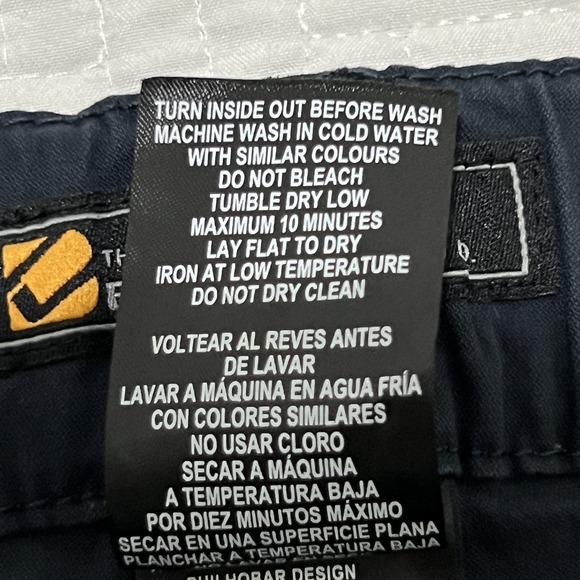 TURN INSIDE OUT BEFORE WASH
MACHINE WASH IN COLD WATER
WITH SIMILAR COLOURS
DO NOT BLEACH
TUMBLE DRY LOW
MAXIMUM 10 MINUTES
LAY FLAT TO DRY
IRON AT LOW TEMPERATURE
DO NOT DRY CLEAN
TH
VOLTEAR AL REVES ANTES
DE LAVAR
LAVAR A MÁQUINA EN AGUA FRÍA
CON COLORES SIMILARES
NO USAR CLORO
SECAR A MÁQUINA
A TEMPERATURA BAJA
POR DIEZ MINUTOS MÁXIMO
SECAR EN UNA SUPERFICIE PLANA
PLANCHAR A TEMPERATURA BAJA
DESIGN